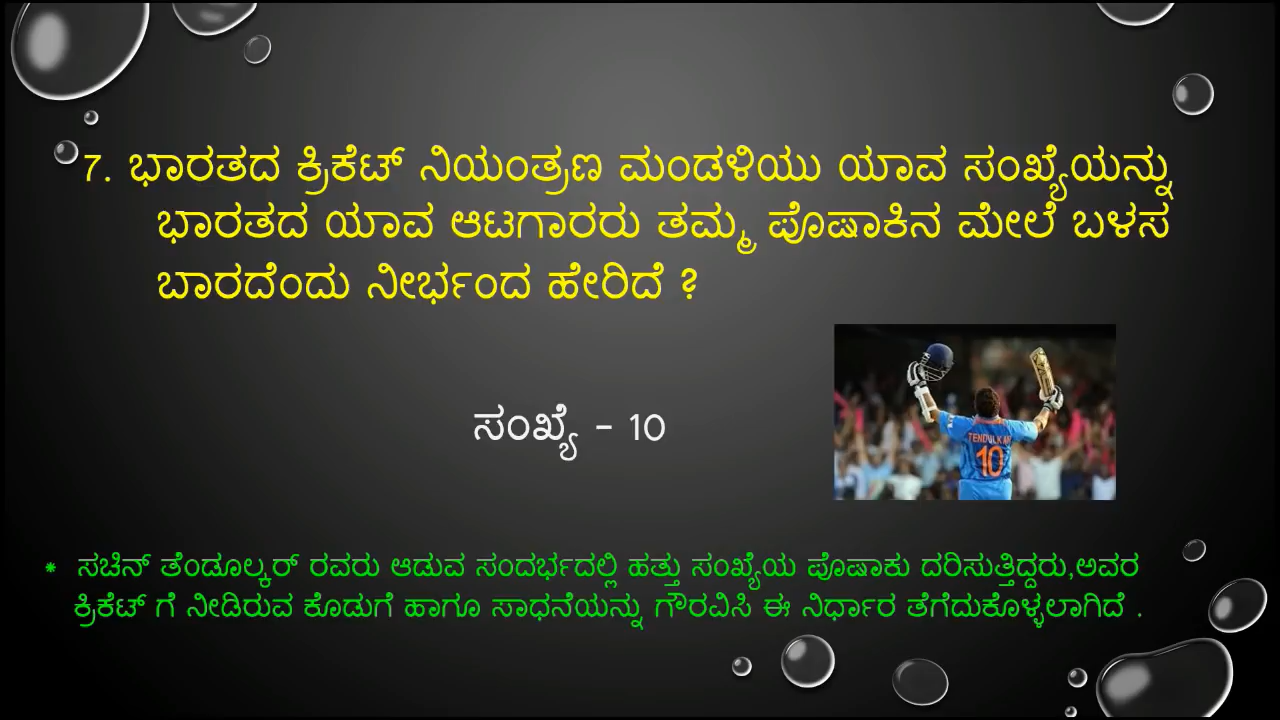 7. ಭಾರತದ ಕ್ರಿಕೆಟ್ ನಿಯಂತ್ರಣ ಮಂಡಳಿಯು ಯಾವ ಸಂಖ್ಯೆಯನ್ನು
ಭಾರತದ ಯಾವ ಆಟಗಾರರು ತಮ್ಮ ಪೊಷಾಕಿನ ಮೇಲೆ ಬಳಸ
ಬಾರದೆಂದು ನೀರ್ಭಂದ ಹೇರಿದೆ ?
ಸಂಖ್ಯೆ - 10
TENDULKAR
10
* ಸಚಿನ್ ತೆಂಡೂಲ್ಕರ್ ರವರು ಆಡುವ ಸಂದರ್ಭದಲ್ಲಿ ಹತ್ತು ಸಂಖ್ಯೆಯ ಪೊಷಾಕು ದರಿಸುತ್ತಿದ್ದರು,ಅವರ
ಕ್ರಿಕೆಟ್ ಗೆ ನೀಡಿರುವ ಕೊಡುಗೆ ಹಾಗೂ ಸಾಧನೆಯನ್ನು ಗೌರವಿಸಿ ಈ ನಿರ್ಧಾರ ತೆಗೆದುಕೊಳ್ಳಲಾಗಿದೆ .